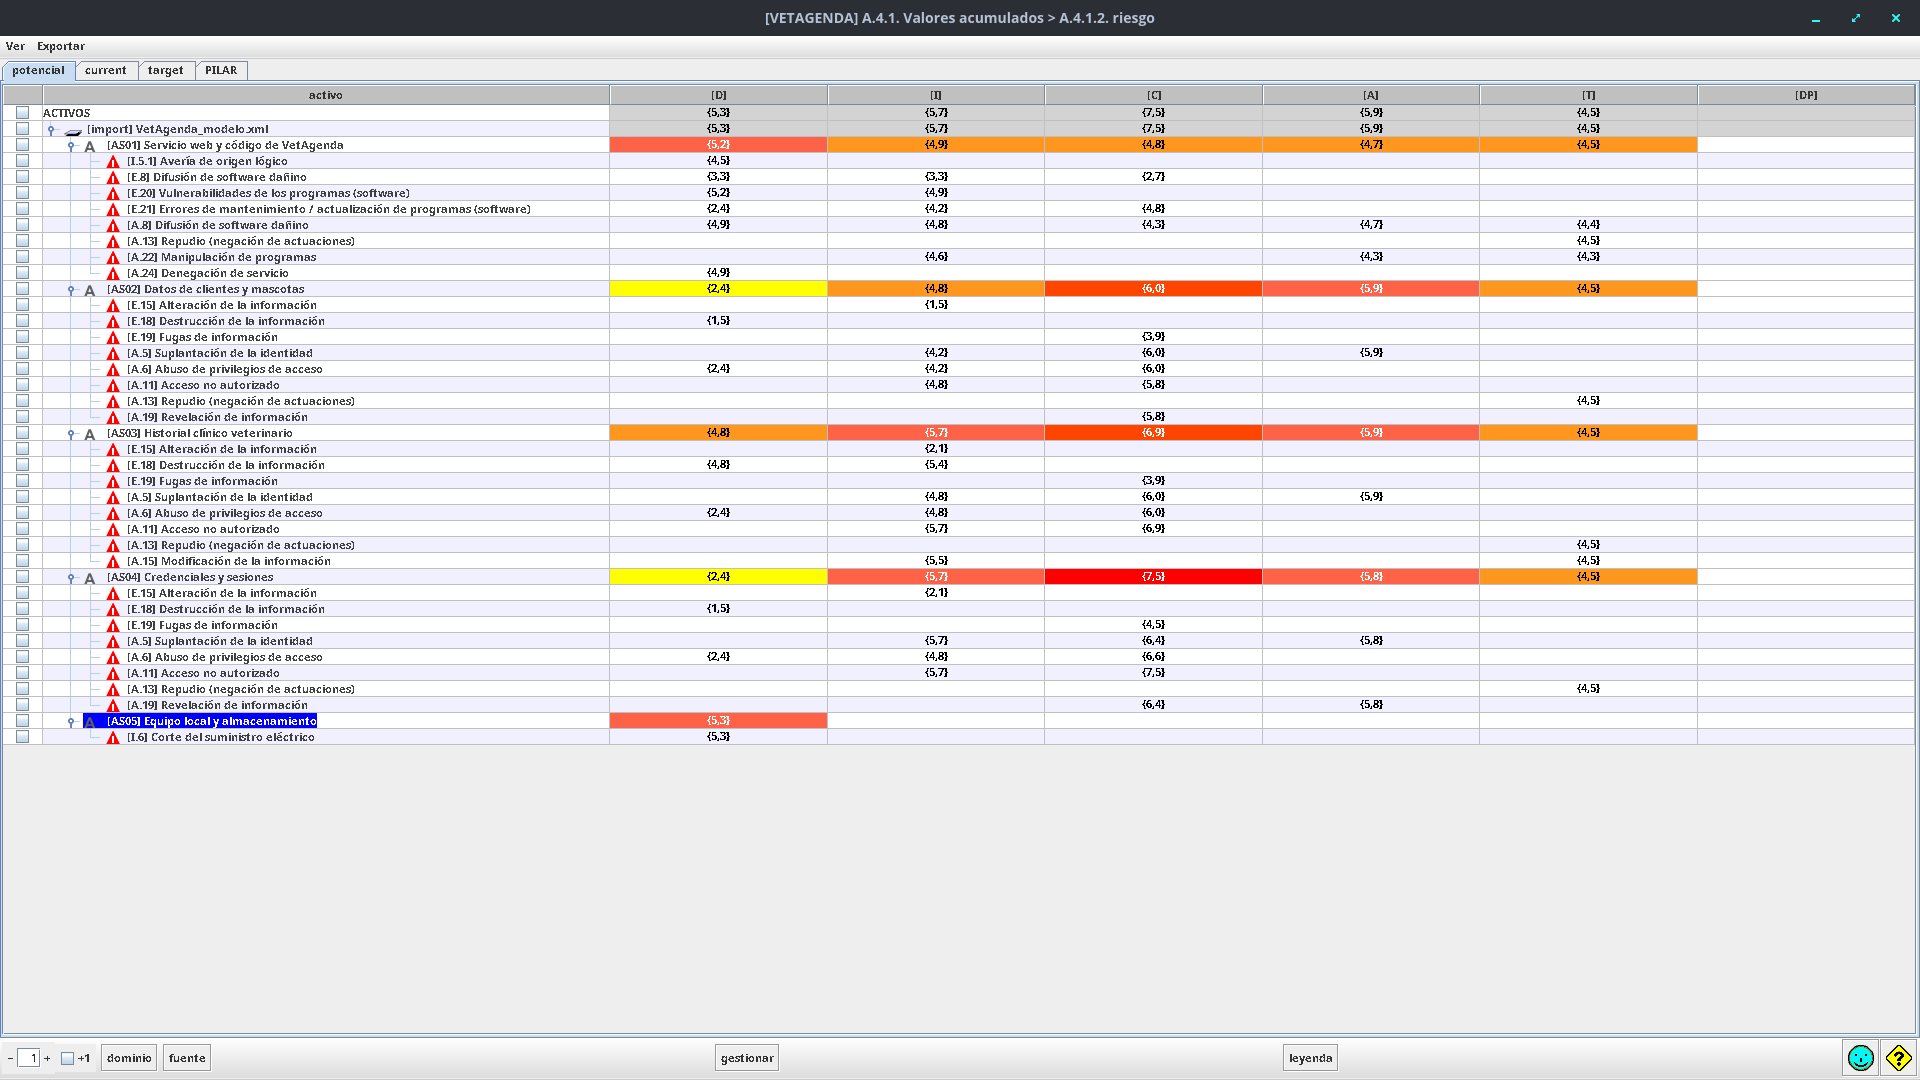 [VETAGENDA] A.4.1. Valores acumulados > A.4.1.2. riesgo
Ver Exportar
potencial current target PILAR
activo [D] [I] [C] [A] [T] [DP]
ACTIVOS {5,3} {5,7} {7,5} {5,9} {4,5}
[import] VetAgenda_modelo.xml {5,3} {5,7} {7,5} {5,9} {4,5}
[AS01] Servicio web y código de VetAgenda {5,2} {4,9} {4,8} {4,7} {4,5}
[I.5.1] Avería de origen lógico {4,5}
[E.8] Difusión de software dañino {3,3} {3,3} {2,7}
[E.20] Vulnerabilidades de los programas (software) {5,2} {4,9}
[E.21] Errores de mantenimiento / actualización de programas (software) {2,4} {4,2} {4,8}
[A.8] Difusión de software dañino {4,9} {4,8} {4,3} {4,7} {4,4}
[A.13] Repudio (negación de actuaciones) {4,5}
[A.22] Manipulación de programas {4,6} {4,3} {4,3}
[A.24] Denegación de servicio {4,9}
[AS02] Datos de clientes y mascotas {2,4} {4,8} {6,0} {5,9} {4,5}
[E.15] Alteración de la información {1,5}
[E.18] Destrucción de la información {1,5}
[E.19] Fugas de información {3,9}
[A.5] Suplantación de la identidad {4,2} {6,0} {5,9}
[A.6] Abuso de privilegios de acceso {2,4} {4,2} {6,0}
[A.11] Acceso no autorizado {4,8} {5,8}
[A.13] Repudio (negación de actuaciones) {4,5}
[A.19] Revelación de información {5,8}
[AS03] Historial clínico veterinario {4,8} {5,7} {6,9} {5,9} {4,5}
[E.15] Alteración de la información {2,1}
[E.18] Destrucción de la información {4,8} {5,4}
[E.19] Fugas de información {3,9}
[A.5] Suplantación de la identidad {4,8} {6,0} {5,9}
[A.6] Abuso de privilegios de acceso {2,4} {4,8} {6,0}
[A.11] Acceso no autorizado {5,7} {6,9}
[A.13] Repudio (negación de actuaciones) {4,5}
[A.15] Modificación de la información {5,5} {4,5}
[AS04] Credenciales y sesiones {2,4} {5,7} {7,5} {5,8} {4,5}
[E.15] Alteración de la información {2,1}
[E.18] Destrucción de la información {1,5}
[E.19] Fugas de información {4,5}
[A.5] Suplantación de la identidad {5,7} {6,4} {5,8}
[A.6] Abuso de privilegios de acceso {2,4} {4,8} {6,6}
[A.11] Acceso no autorizado {5,7} {7,5}
[A.13] Repudio (negación de actuaciones) {4,5}
[A.19] Revelación de información {6,4} {5,8}
[AS05] Equipo local y almacenamiento {5,3}
[I.6] Corte del suministro eléctrico {5,3}
- 1 + +1 dominio fuente gestionar leyenda